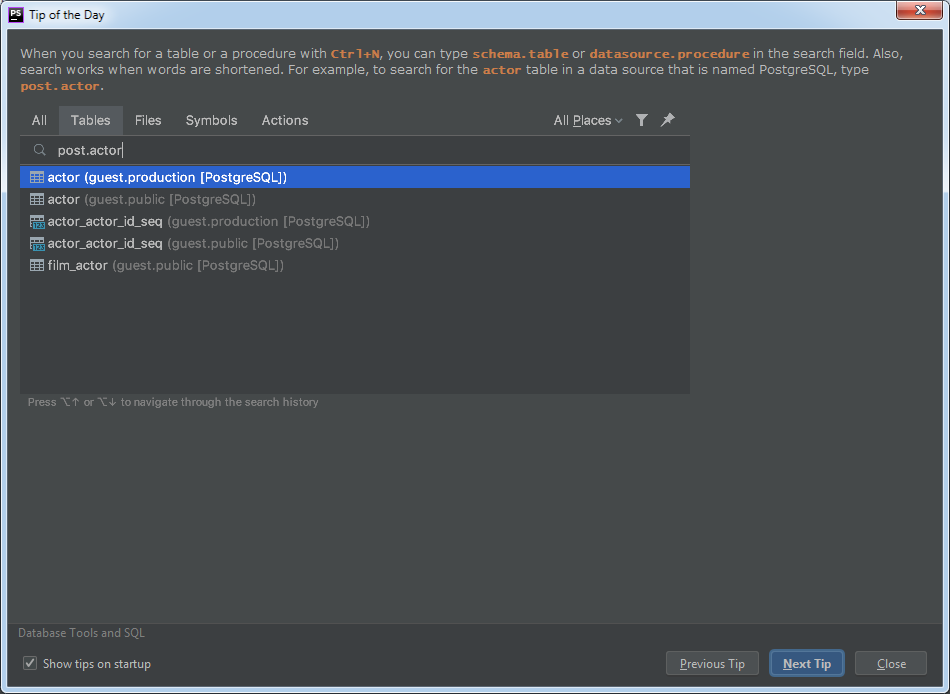 PS Tip of the Day
When you search for a table or a procedure with Ctrl+N, you can type schema.table or datasource.procedure in the search field. Also,
search works when words are shortened. For example, to search for the actor table in a data source that is named PostgreSQL, type
post.actor.
All Tables Files Symbols Actions All Places
post.actor
actor (guest.production [PostgreSQL])
actor (guest.public [PostgreSQL])
123 actor_actor_id_seq (guest.production [PostgreSQL])
123 actor_actor_id_seq (guest.public [PostgreSQL])
film_actor (guest.public [PostgreSQL])
Press ⌥↑ or ⌥↓ to navigate through the search history
Database Tools and SQL
Show tips on startup Previous Tip Next Tip Close